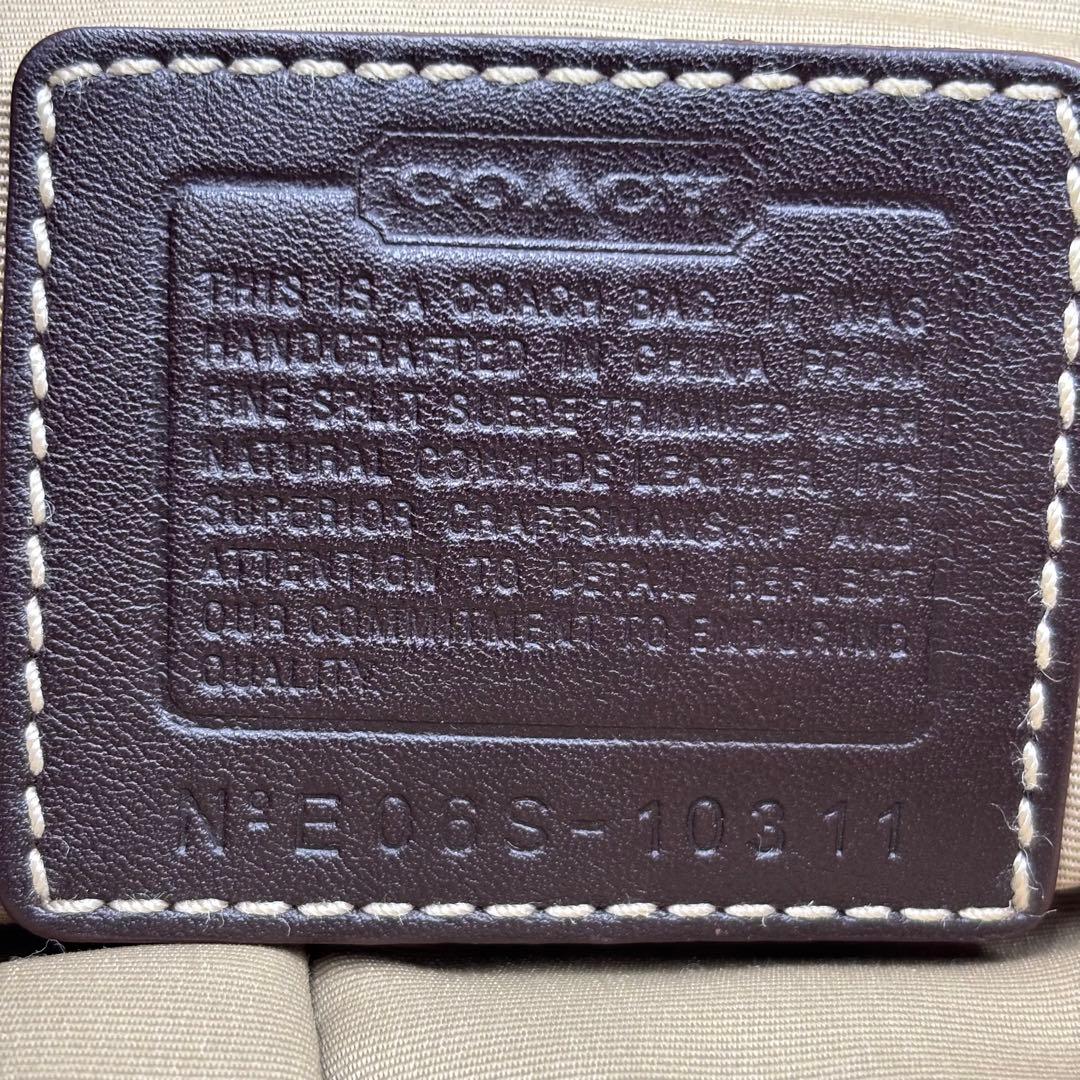 COACH
THIS IS A COACH BAG. IT WAS
HANDCRAFTED IN CHINA FROM
FINE SPLIT SUEDE TRIMMED WITH
NATURAL COWHIDE LEATHER. ITS
SUPERIOR CRAFTSMANSHIP AND
ATTENTION TO DETAIL REFLECT
OUR COMMITMENT TO ENDURING
QUALITY.
Nº E06S-10311